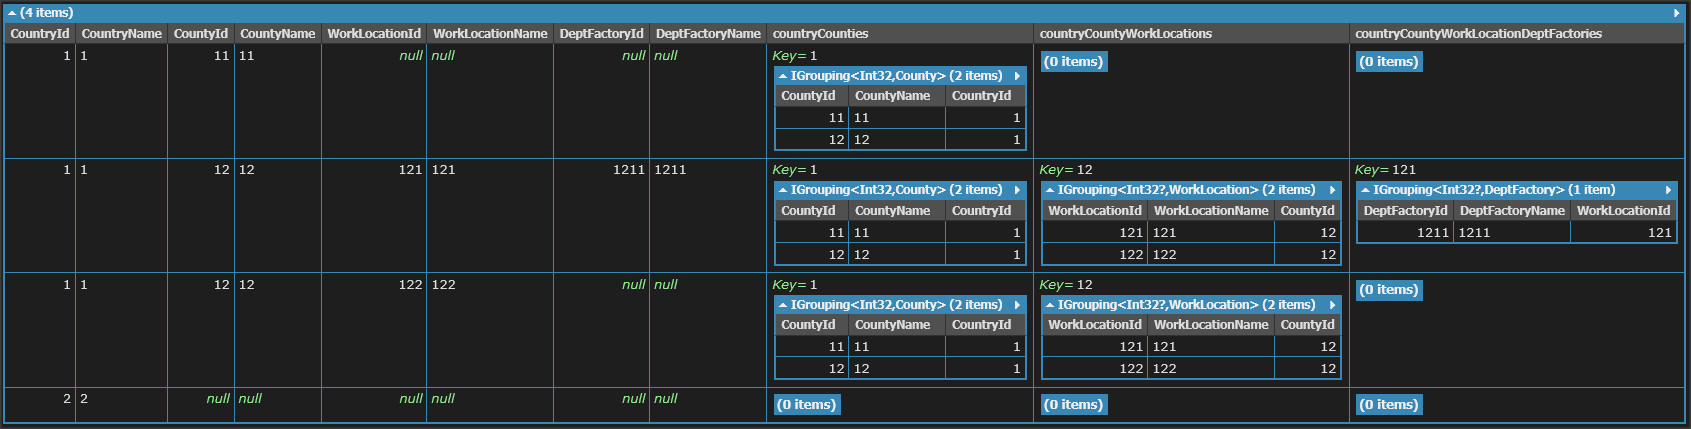 (4 items)
CountryId CountryName CountyId CountyName WorkLocationId WorkLocationName DeptFactoryId DeptFactoryName countryCounties countryCountyWorkLocations countryCountyWorkLocationDeptFactories
1 1 11 11 null null null null Key= 1 (0 items) (0 items)
IGrouping<Int32,County> (2 items)
CountyId CountyName CountryId
11 11 1
12 12 1
1 1 12 12 121 121 1211 1211 Key= 1 Key= 12 Key= 121
IGrouping<Int32,County> (2 items) IGrouping<Int32?,WorkLocation> (2 items) IGrouping<Int32?,DeptFactory> (1 item)
CountyId CountyName CountryId WorkLocationId WorkLocationName CountyId DeptFactoryId DeptFactoryName WorkLocationId
11 11 1 121 121 12 1211 1211 121
12 12 1 122 122 12
1 1 12 12 122 122 null null Key= 1 Key= 12 (0 items)
IGrouping<Int32,County> (2 items) IGrouping<Int32?,WorkLocation> (2 items)
CountyId CountyName CountryId WorkLocationId WorkLocationName CountyId
11 11 1 121 121 12
12 12 1 122 122 12
2 2 null null null null null null (0 items) (0 items) (0 items)